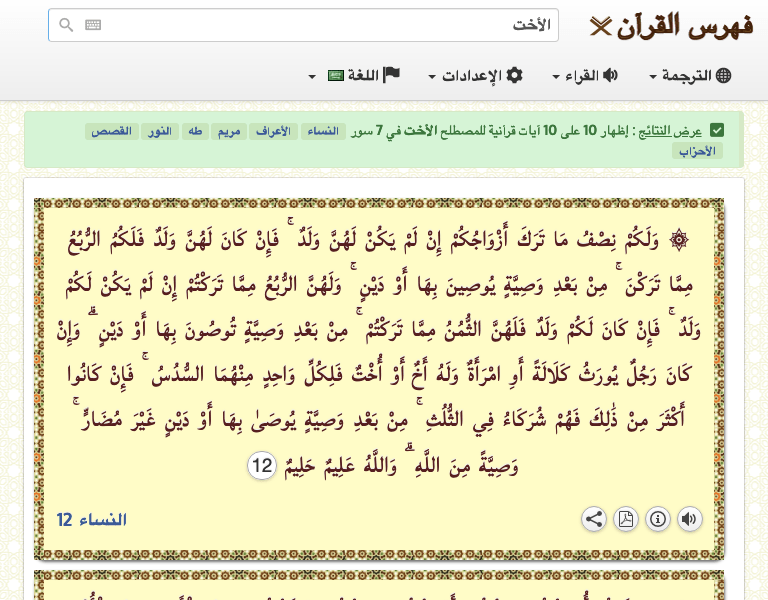 فهرس القرآن
الأخت
الترجمة القراء الإعدادات اللغة
عرض النتائج : إظهار 10 على 10 آيات قرآنية للمصطلح الأخت في 7 سور النساء الأعراف مريم طه النور القصص
الأحزاب
۞ وَلَكُمْ نِصْفُ مَا تَرَكَ أَزْوَاجُكُمْ إِنْ لَمْ يَكُنْ لَهُنَّ وَلَدٌ ۚ فَإِنْ كَانَ لَهُنَّ وَلَدٌ فَلَكُمُ الرُّبُعُ
مِمَّا تَرَكْنَ ۚ مِنْ بَعْدِ وَصِيَّةٍ يُوصِينَ بِهَا أَوْ دَيْنٍ ۚ وَلَهُنَّ الرُّبُعُ مِمَّا تَرَكْتُمْ إِنْ لَمْ يَكُنْ لَكُمْ
وَلَدٌ ۚ فَإِنْ كَانَ لَكُمْ وَلَدٌ فَلَهُنَّ الثُّمُنُ مِمَّا تَرَكْتُمْ ۚ مِنْ بَعْدِ وَصِيَّةٍ تُوصُونَ بِهَا أَوْ دَيْنٍ ۗ وَإِنْ
كَانَ رَجُلٌ يُورَثُ كَلَالَةً أَوِ امْرَأَةٌ وَلَهُ أَخٌ أَوْ أُخْتٌ فَلِكُلِّ وَاحِدٍ مِنْهُمَا السُّدُسُ ۚ فَإِنْ كَانُوا
أَكْثَرَ مِنْ ذَٰلِكَ فَهُمْ شُرَكَاءُ فِي الثُّلُثِ ۚ مِنْ بَعْدِ وَصِيَّةٍ يُوصَىٰ بِهَا أَوْ دَيْنٍ غَيْرَ مُضَارٍّ ۚ
وَصِيَّةً مِنَ اللَّهِ ۗ وَاللَّهُ عَلِيمٌ حَلِيمٌ 12
النساء 12